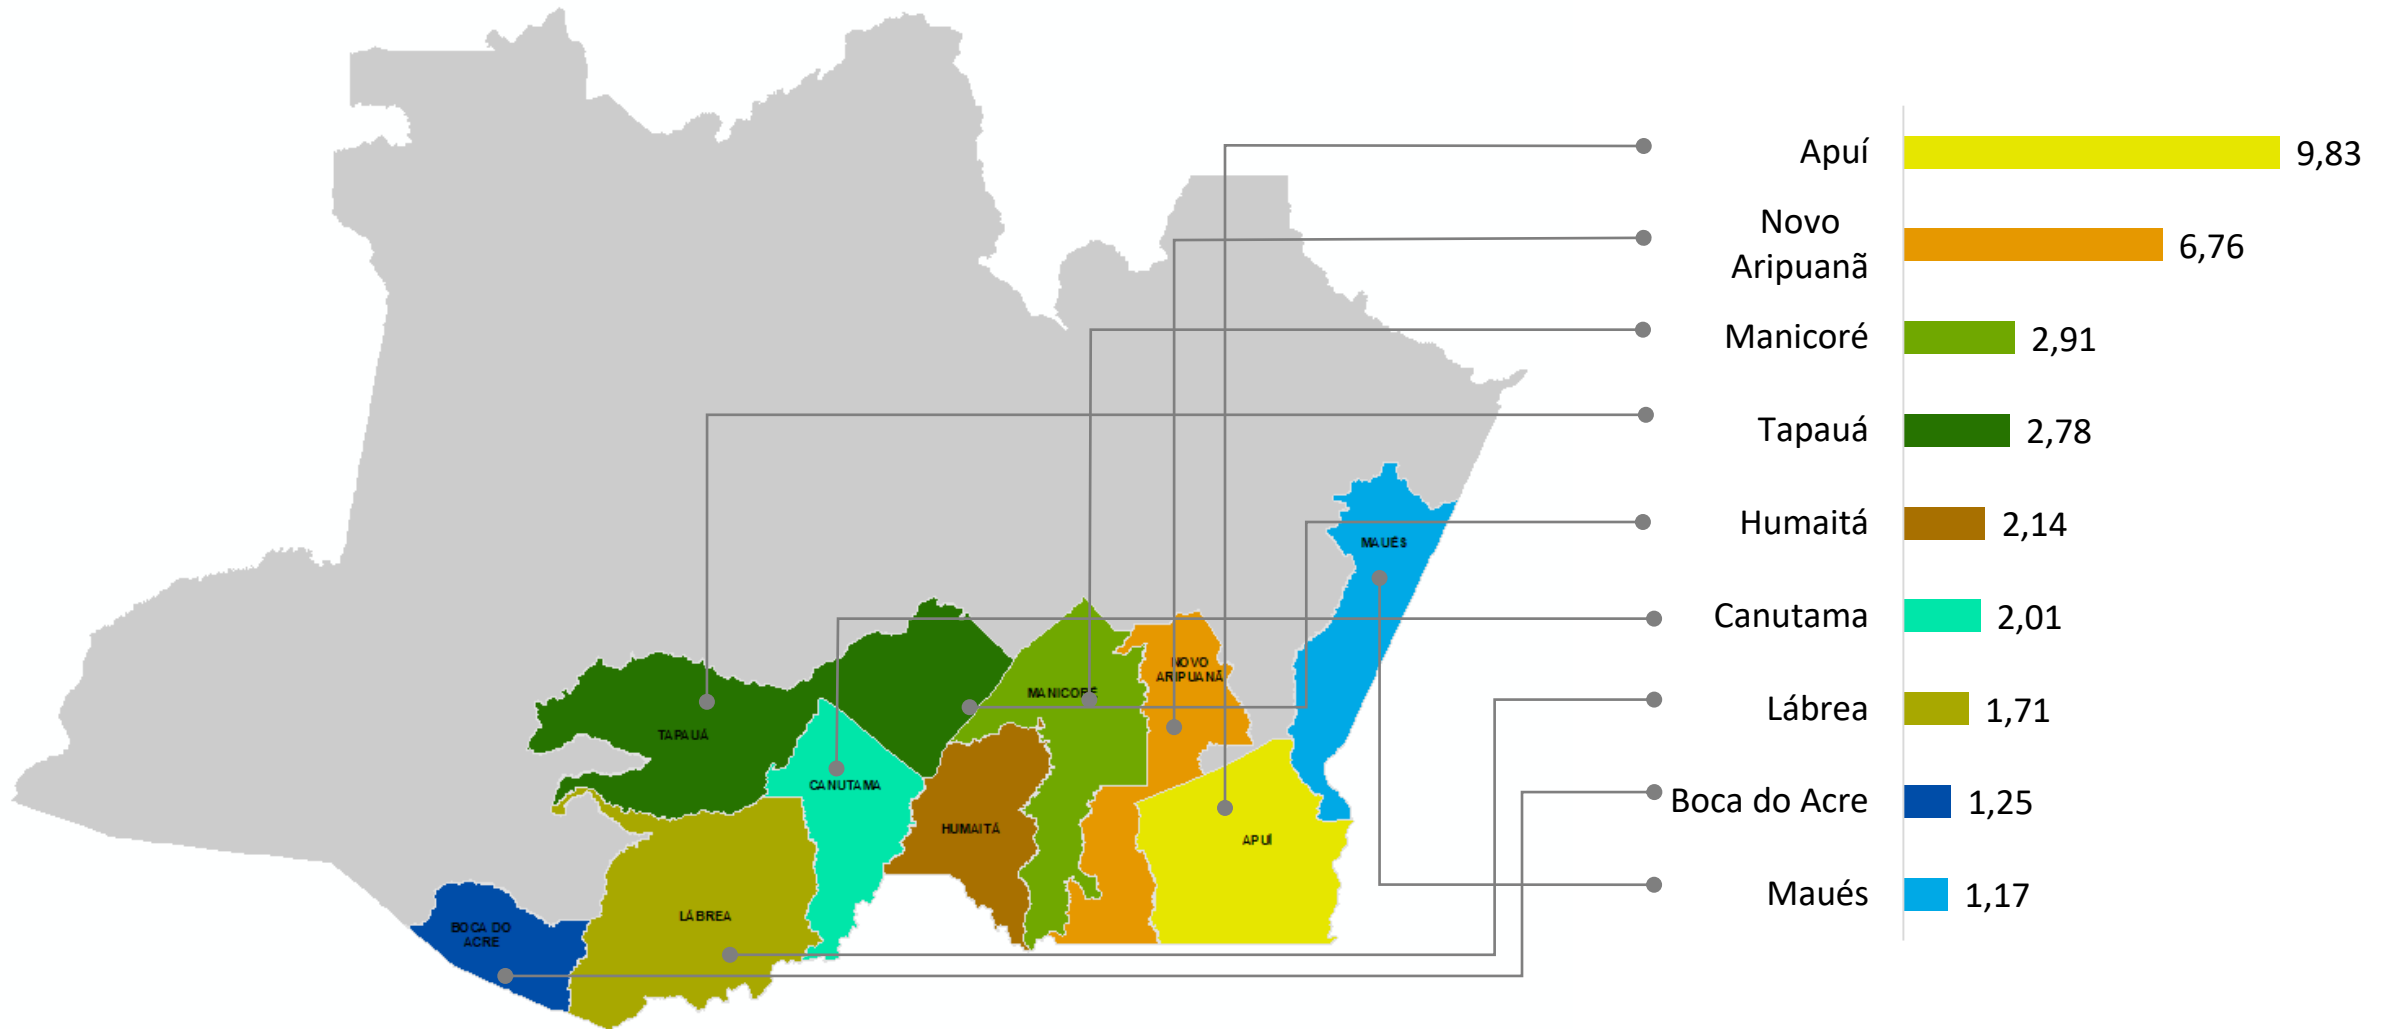 Apuí
9,83
Novo
Aripuanã
6,76
Manicoré
2,91
Tapauá
2,78
Humaitá
2,14
Canutama
2,01
Lábrea
1,71
Boca do Acre
1,25
Maués
1,17
MAUÉS
NOVO
ARIPUANÃ
MANICORÉ
TAPAUÁ
CANUTAMA
HUMAITÁ
APUÍ
LÁBREA
BOCA DO
ACRE